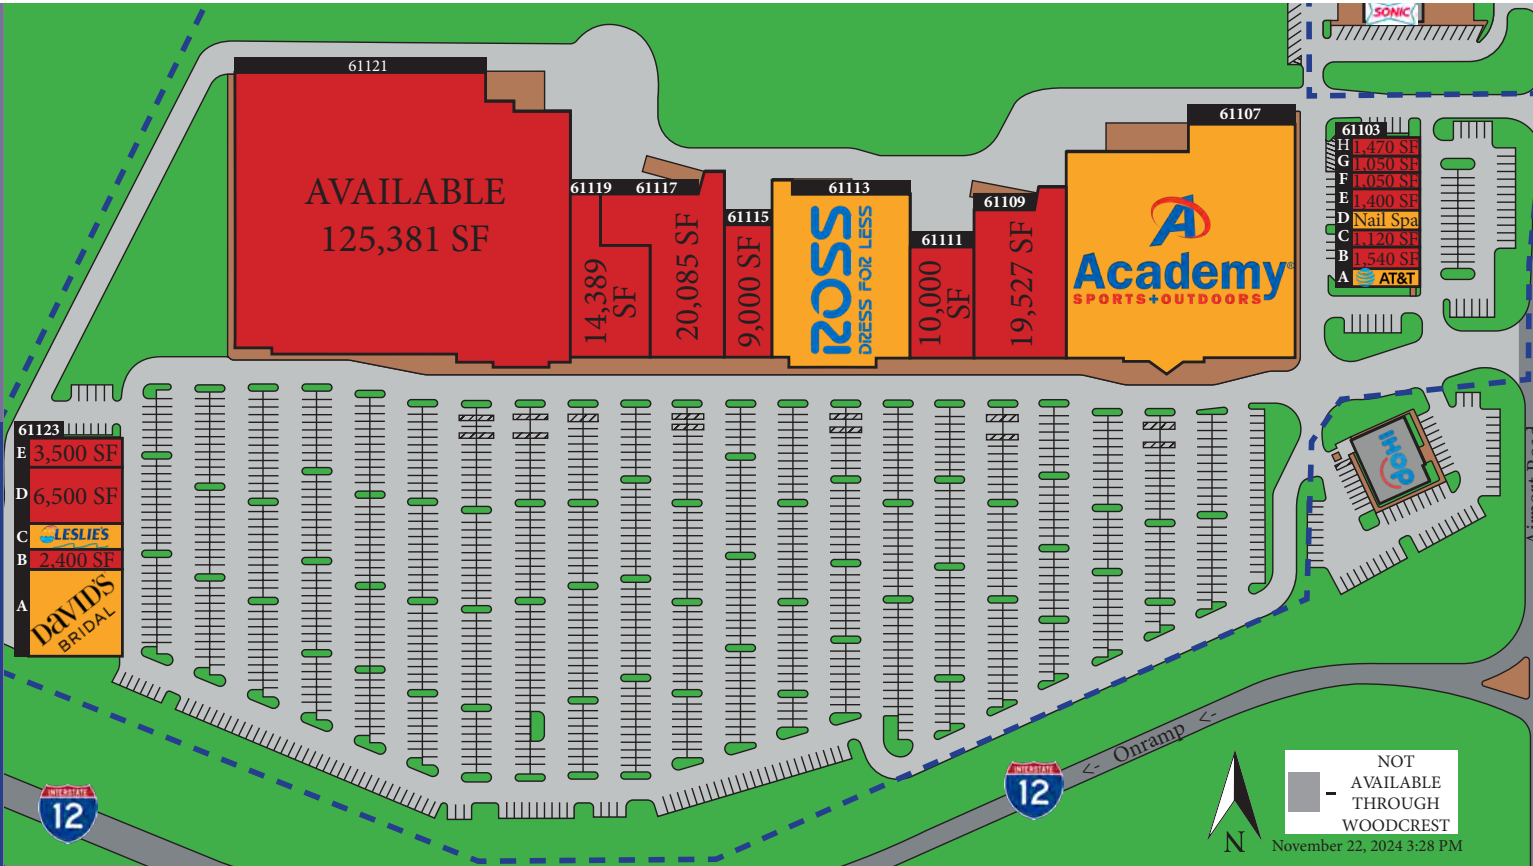 SONIC
61121
AVAILABLE
125,381 SF
61119
14,389
SF
61117
20,085 SF
61115
9,000 SF
61113
ROSS
DRESS FOR LESS
61111
10,000
SF
61109
19,527 SF
61107
Academy
SPORTS+OUTDOORS
61103
H 1,470 SF
G 1,050 SF
F 1,050 SF
E 1,400 SF
D Nail Spa
C 1,120 SF
B 1,540 SF
A AT&T
61123
E 3,500 SF
D 6,500 SF
C LESLIE'S
B 2,400 SF
A DAVID'S
BRIDAL
IHOP
<- Onramp <-
INTERSTATE
12
INTERSTATE
12
N
NOT
AVAILABLE
THROUGH
WOODCREST
November 22, 2024 3:28 PM